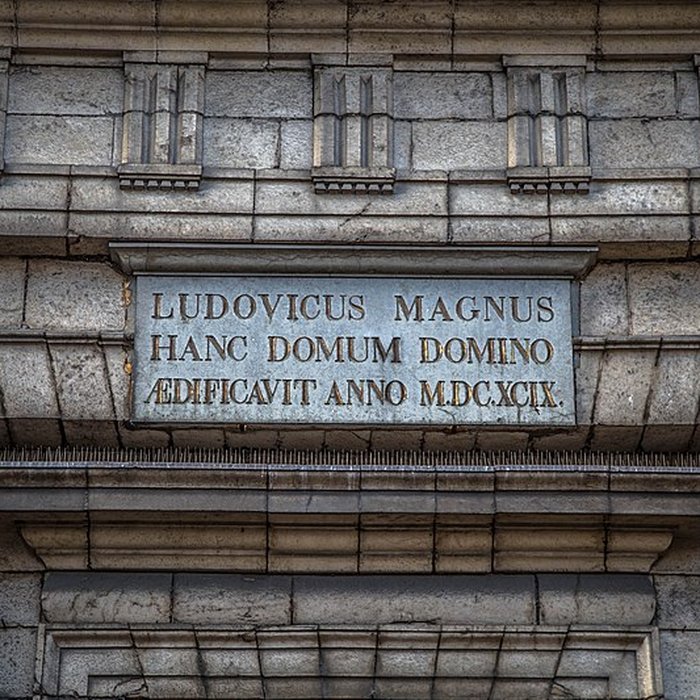 LUDOVICUS MAGNUS
HANC DOMUM DOMINO
ÆDIFICAVIT ANNO M.DC.XCIX.